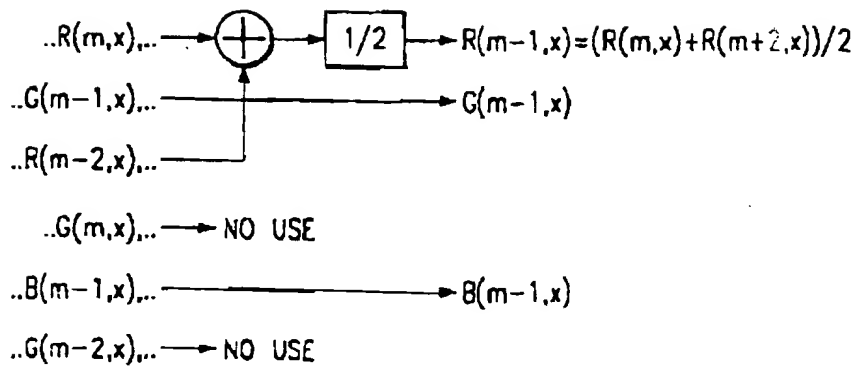 ..R(m,x),.. 1/2 R(m-1,x)=(R(m,x)+R(m+2,x))/2
..G(m-1,x),.. G(m-1,x)
..R(m-2,x),..
..G(m,x),.. NO USE
..B(m-1,x),.. B(m-1,x)
..G(m-2,x),.. NO USE